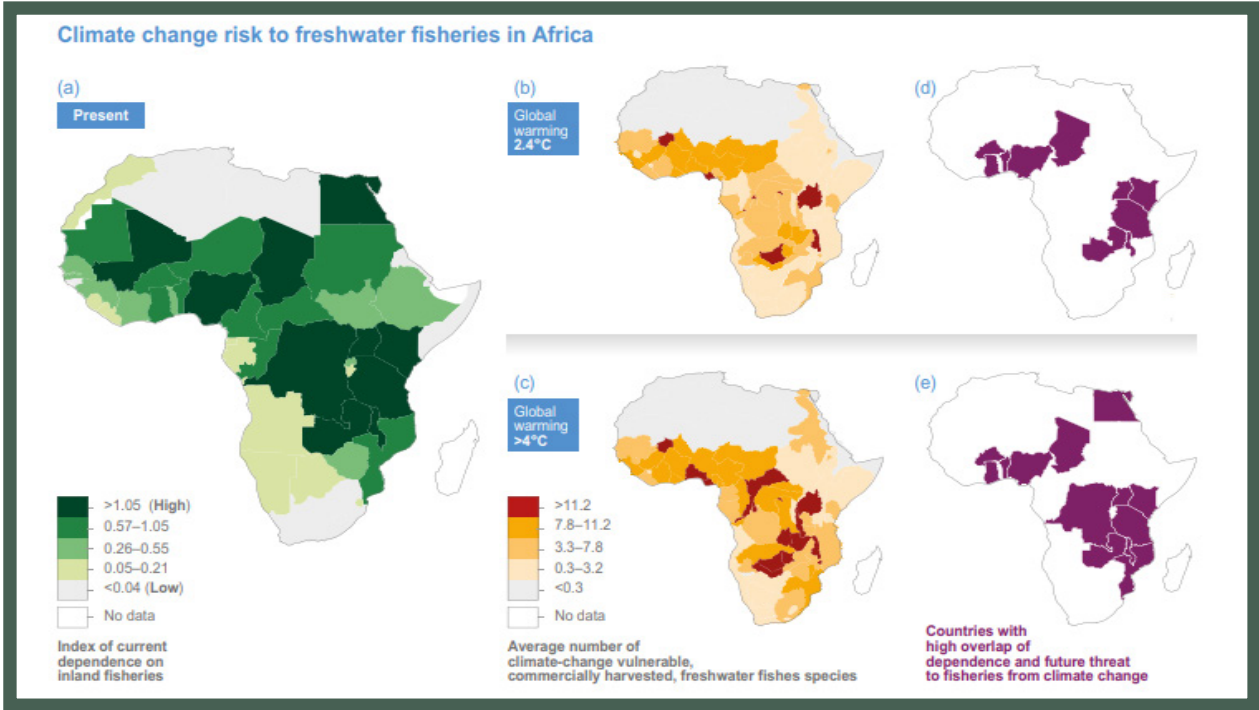 Climate change risk to freshwater fisheries in Africa
(a)
Present
>1.05 (High)
0.57–1.05
0.26–0.55
0.05–0.21
<0.04 (Low)
No data
Index of current
dependence on
inland fisheries
(b)
Global
warming
2.4°C
(c)
Global
warming
>4°C
>11.2
7.8–11.2
3.3–7.8
0.3–3.2
<0.3
No data
Average number of
climate-change vulnerable,
commercially harvested, freshwater fishes species
(d)
(e)
Countries with
high overlap of
dependence and future threat
to fisheries from climate change